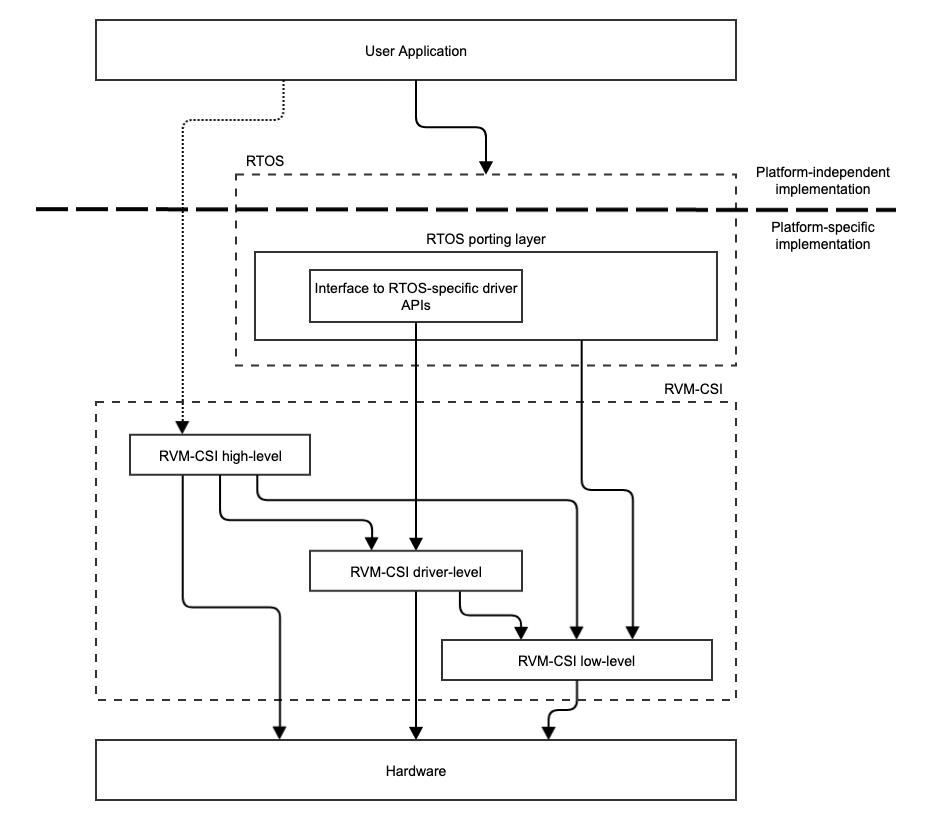 User Application
RTOS
Platform-independent
implementation
Platform-specific
implementation
RTOS porting layer
Interface to RTOS-specific driver
APIs
RVM-CSI
RVM-CSI high-level
RVM-CSI driver-level
RVM-CSI low-level
Hardware